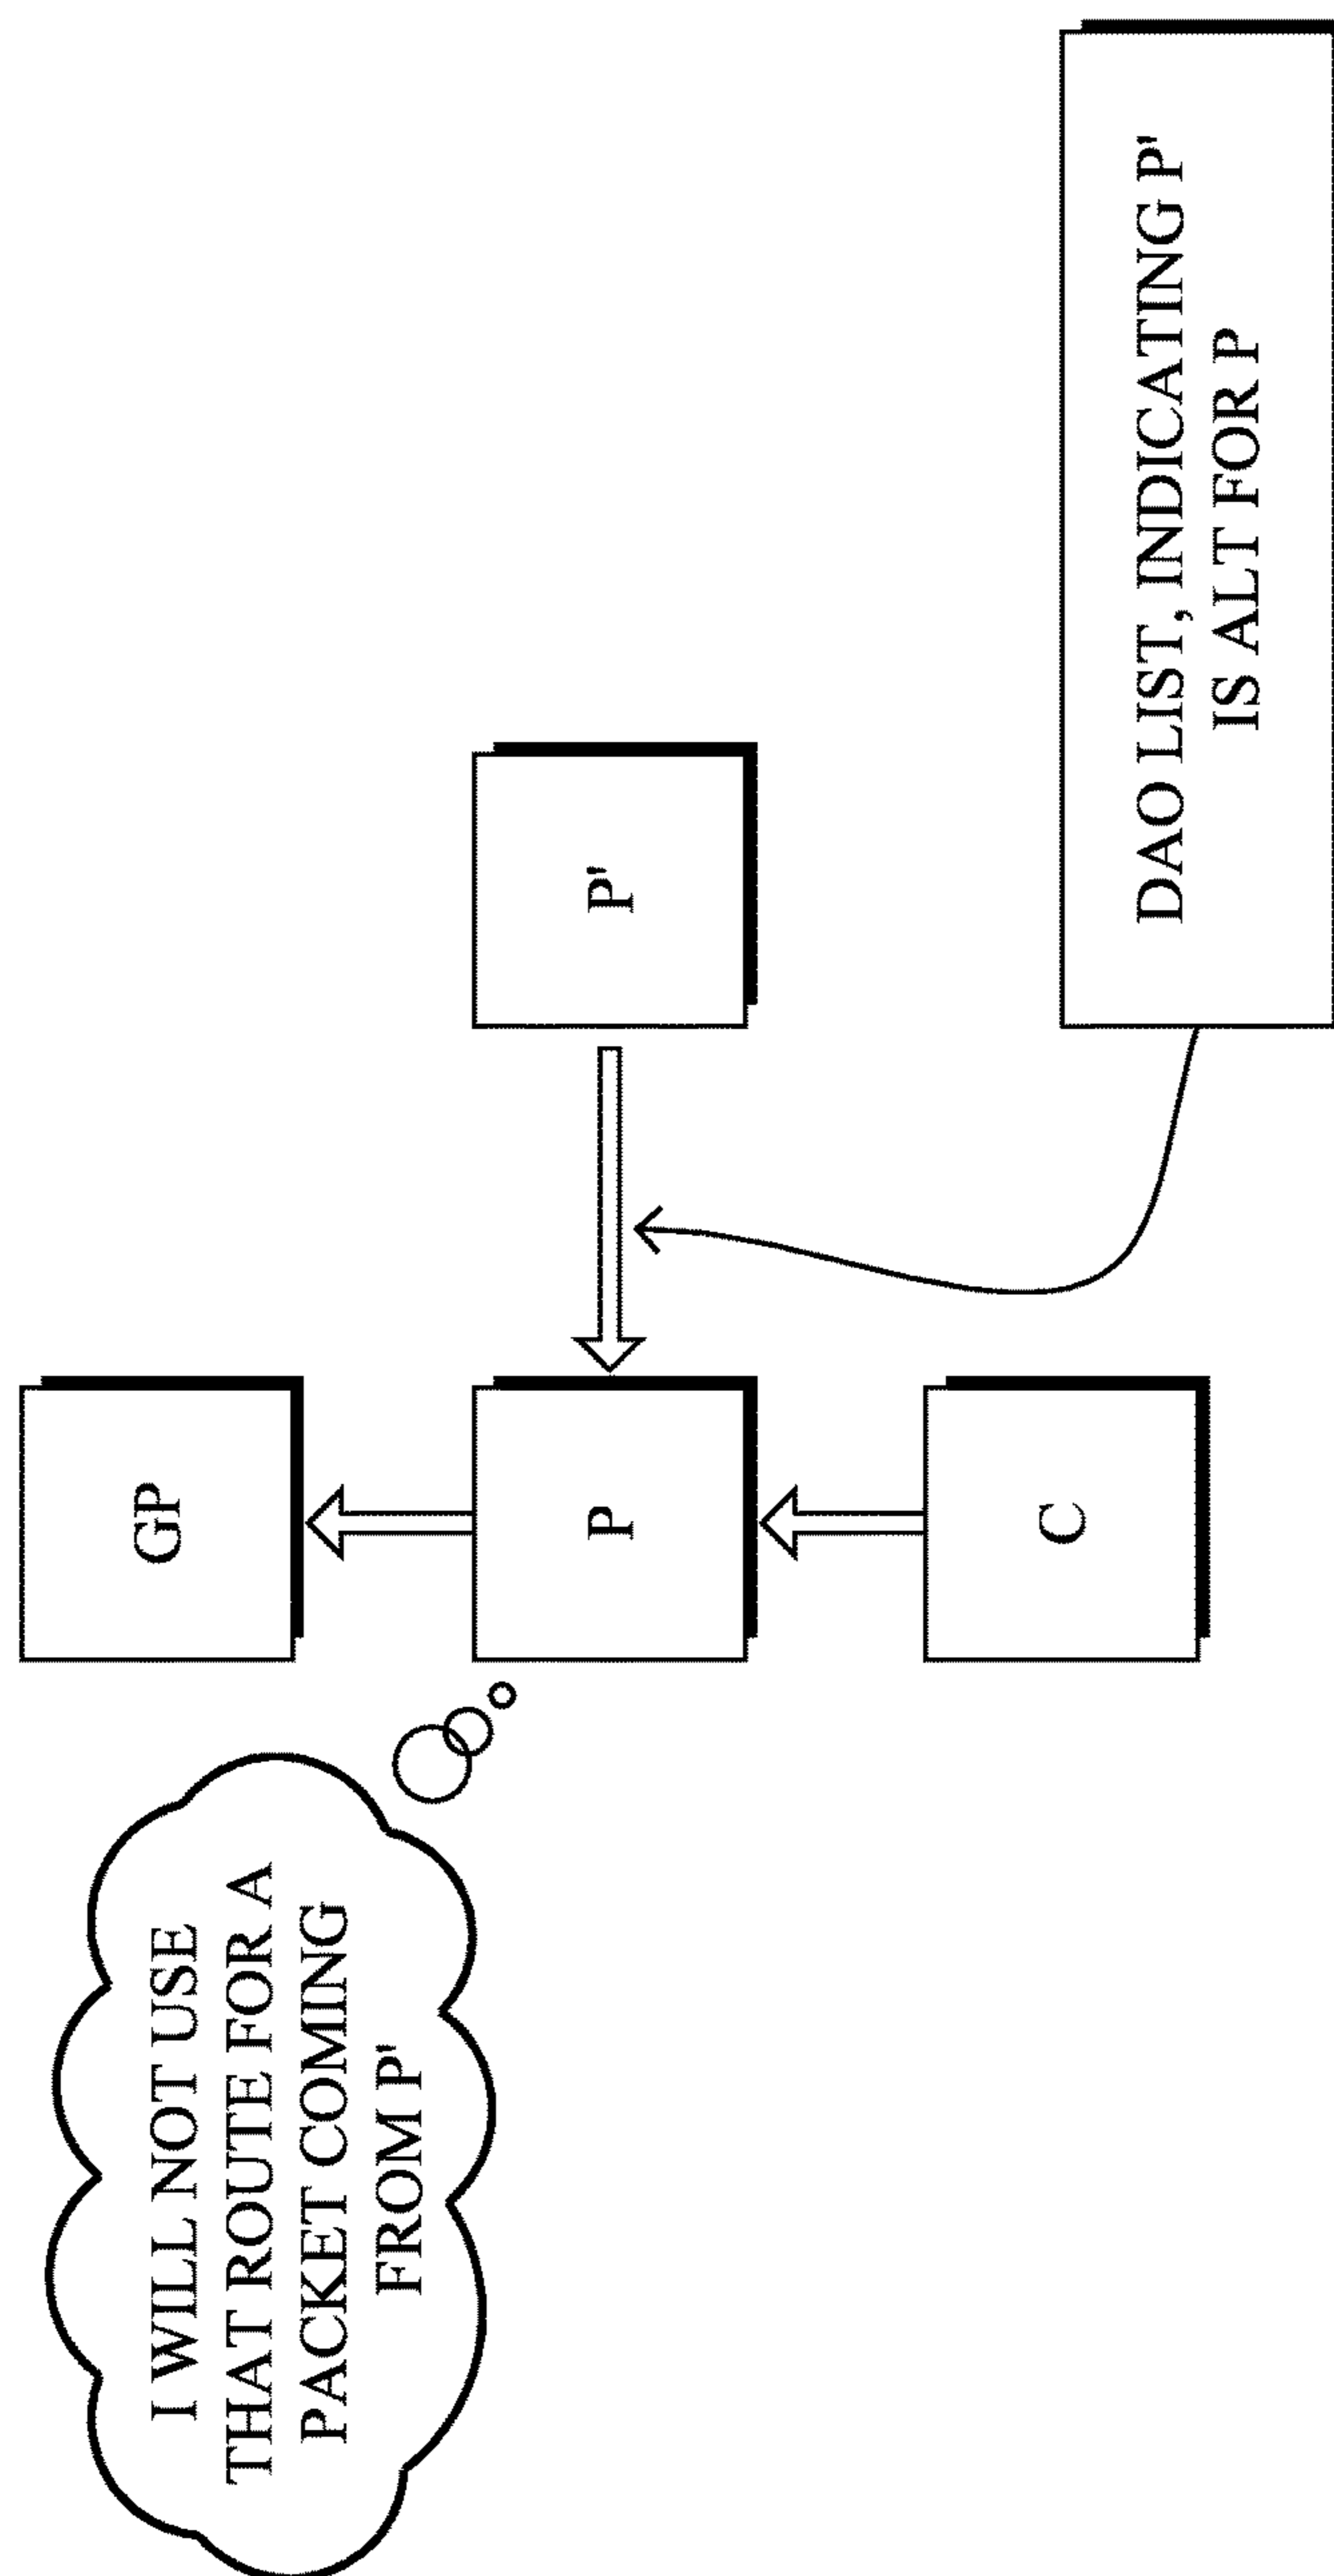 I WILL NOT USE
THAT ROUTE FOR A
PACKET COMING
FROM P'
GP
P
P'
C
DAO LIST, INDICATING P'
IS ALT FOR P